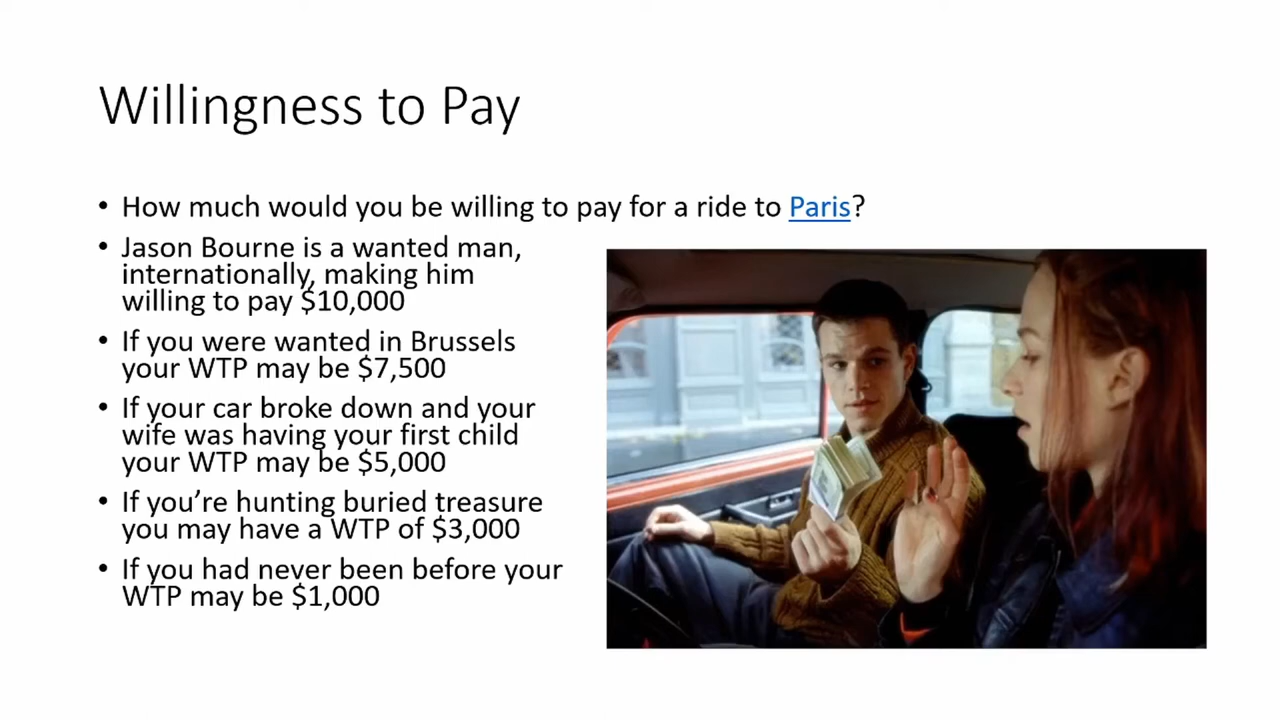 Willingness to Pay
• How much would you be willing to pay for a ride to Paris?
• Jason Bourne is a wanted man,
internationally, making him
willing to pay $10,000
• If you were wanted in Brussels
your WTP may be $7,500
• If your car broke down and your
wife was having your first child
your WTP may be $5,000
• If you’re hunting buried treasure
you may have a WTP of $3,000
• If you had never been before your
WTP may be $1,000